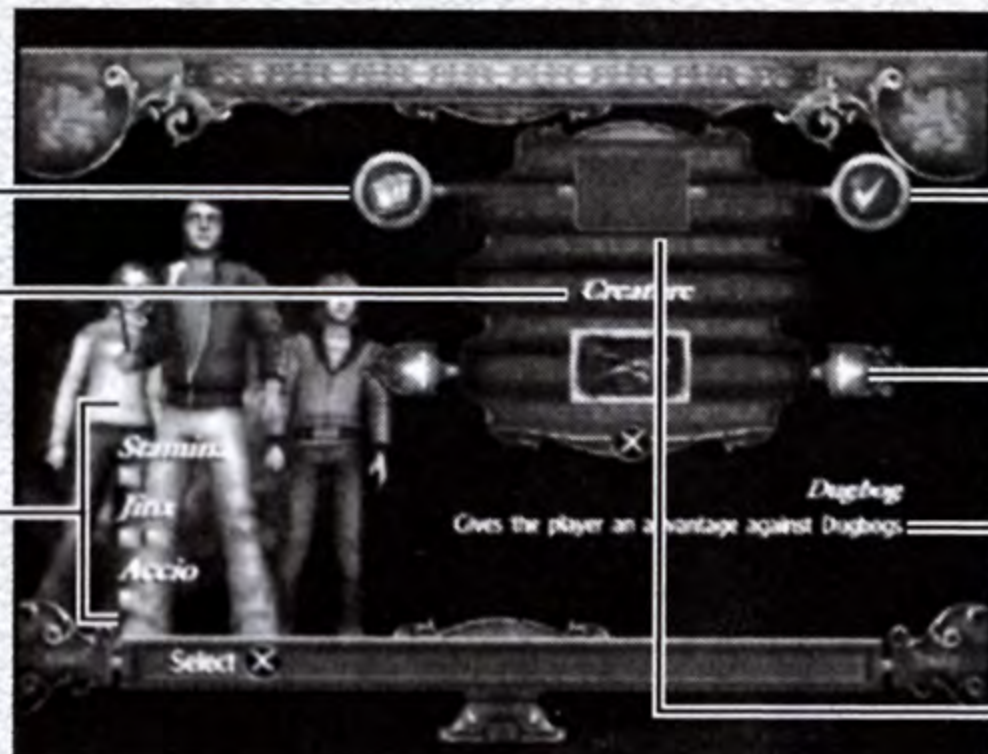 Creature
Stamina
Jinx
Accio
Dugbog
Gives the player an advantage against Dugbogs
Select X